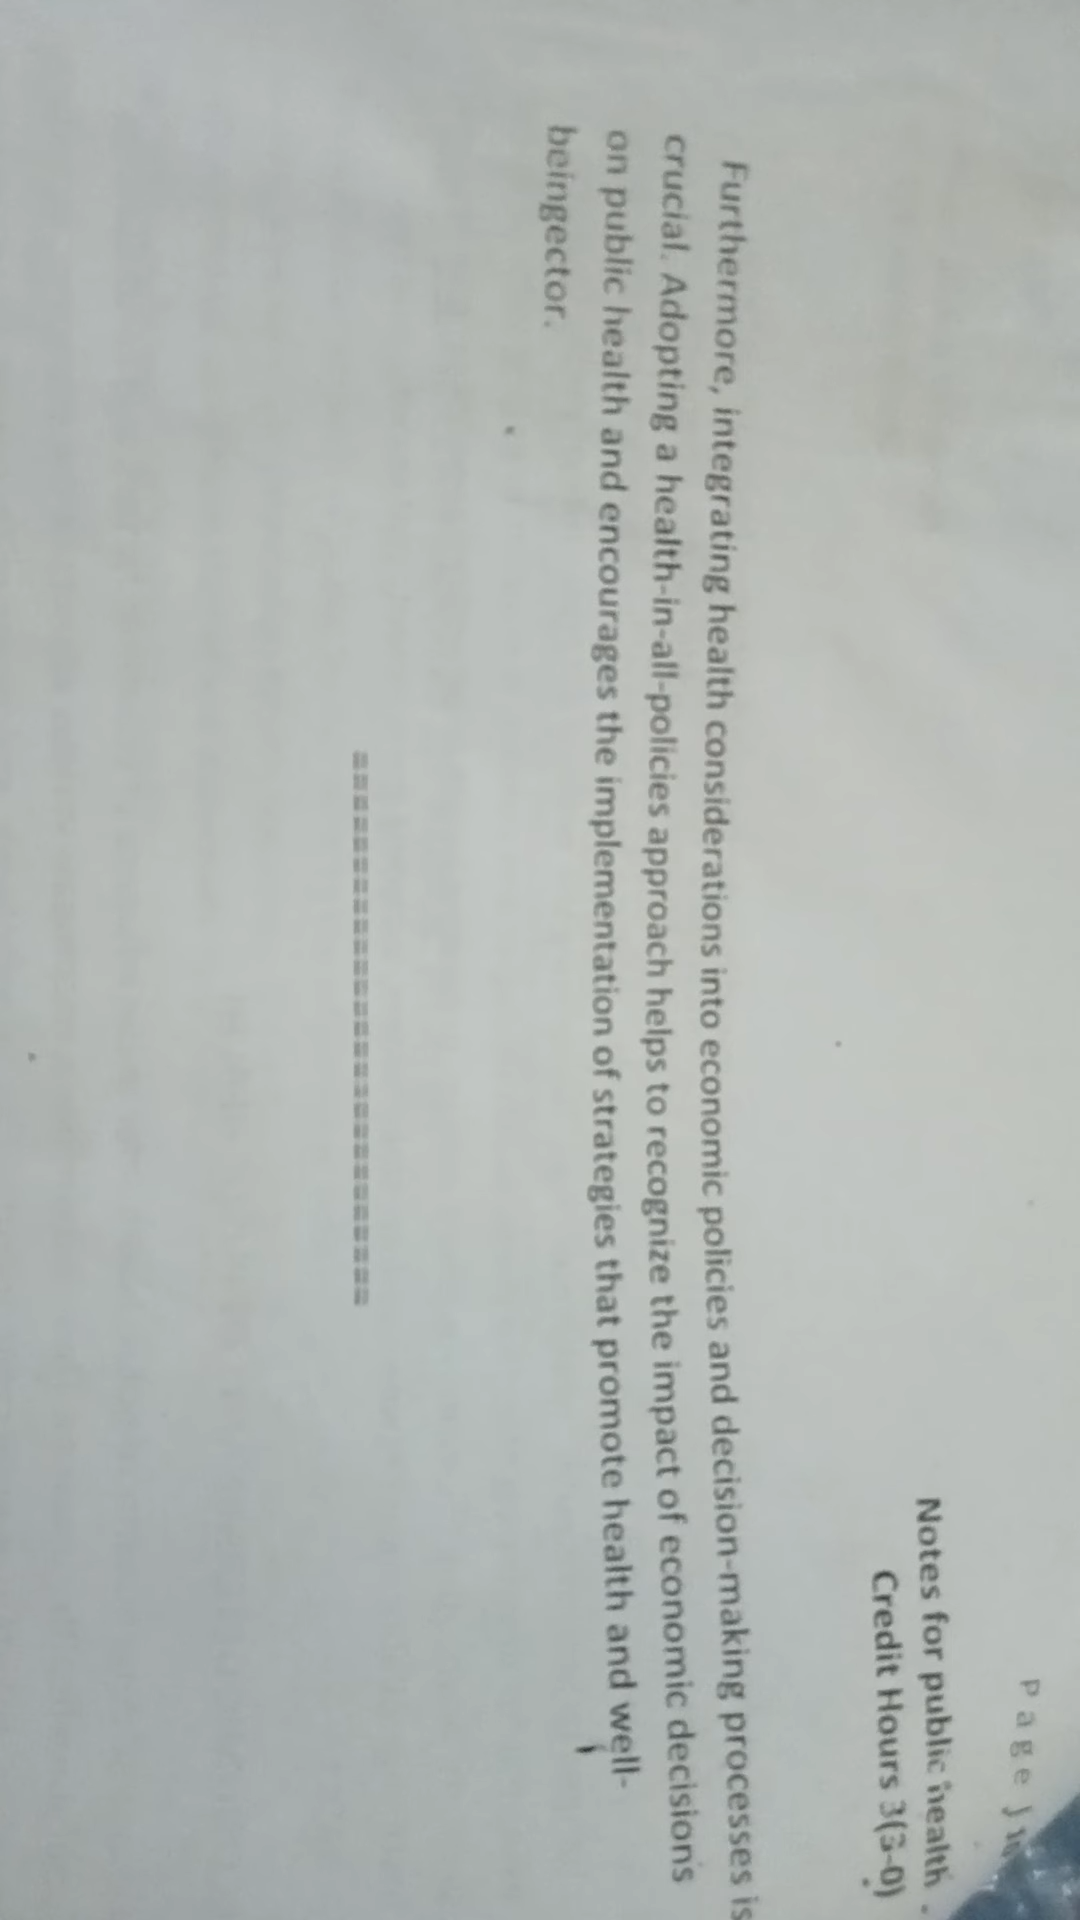 Page |
Notes for public health
Credit Hours 3(3-0)
Furthermore, integrating health considerations into economic policies and decision-making processes is
crucial. Adopting a health-in-all-policies approach helps to recognize the impact of economic decisions
on public health and encourages the implementation of strategies that promote health and well-
beingector.
==========================